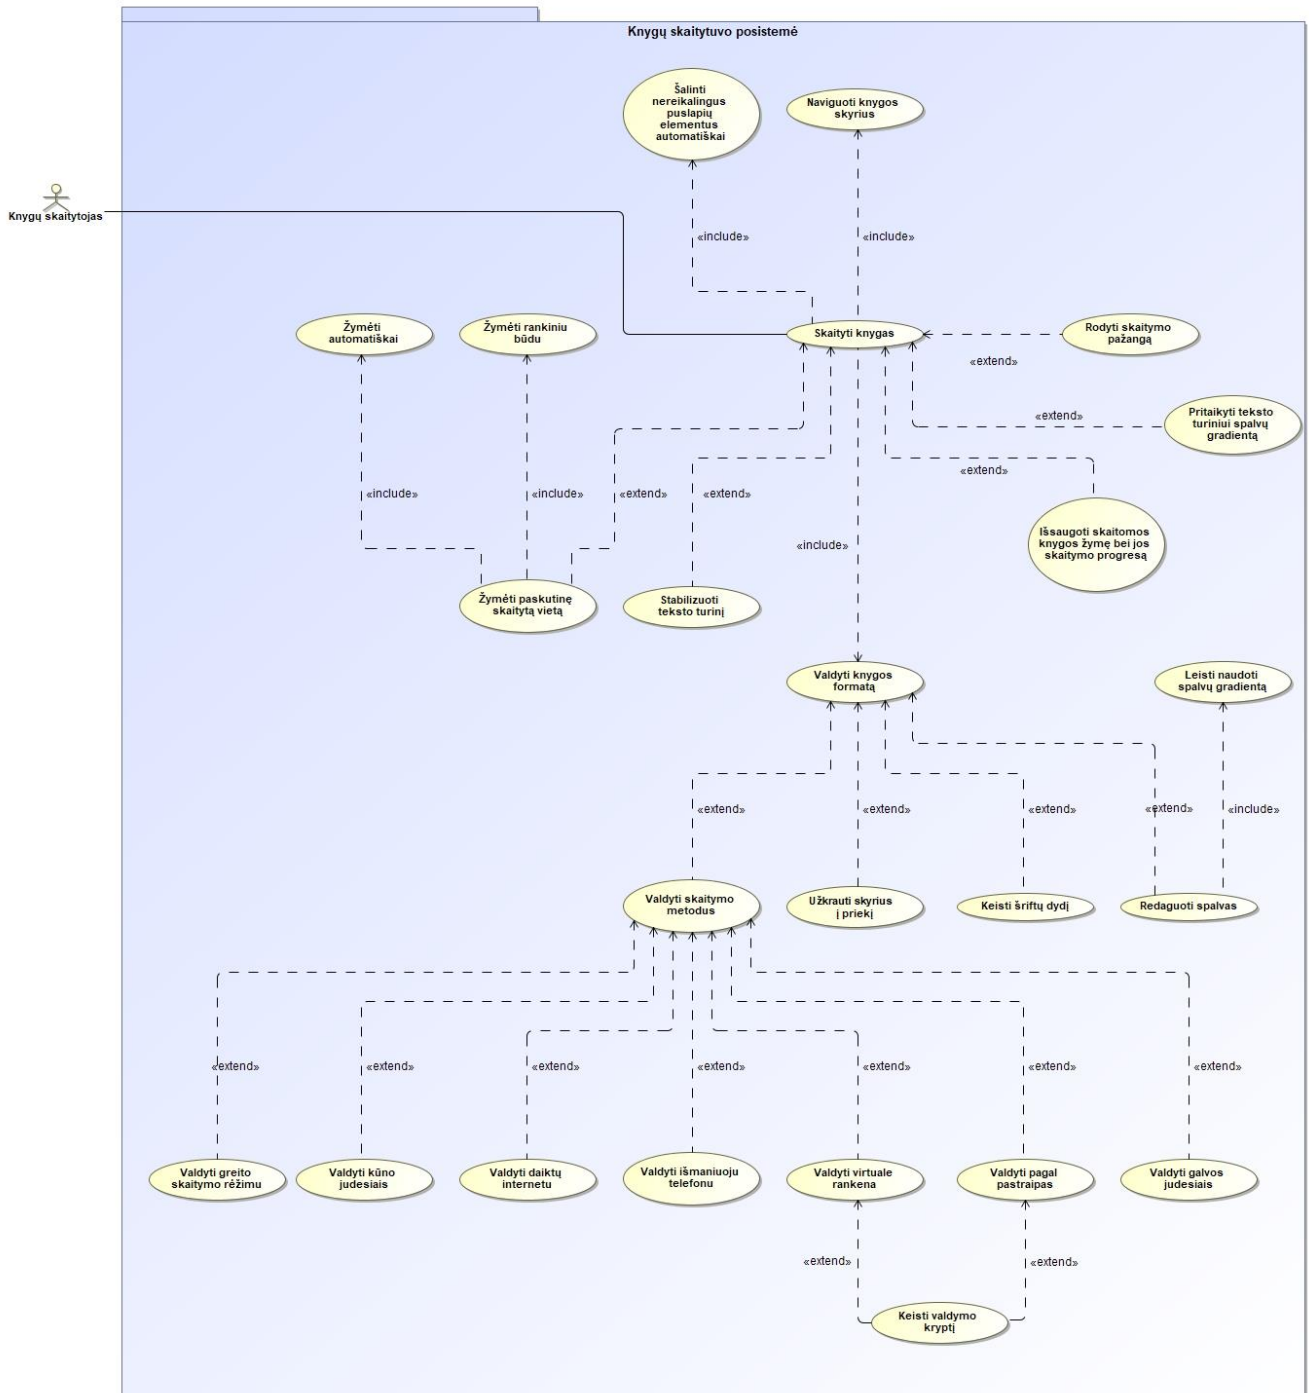 Knygų skaitytuvo posistemė
Šalinti
nereikalingus
puslapių
elementus
automatiškai
Naviguoti knygos
skyrius
Knygų skaitytojas
«include»
«include»
Žymėti
automatiškai
Žymėti rankiniu
būdu
Skaityti knygas
Rodyti skaitymo
pažangą
«extend»
Pritaikyti teksto
turiniui spalvų
gradientą
«extend»
«extend»
«include»
«include»
«extend»
«extend»
Išsaugoti skaitomos
knygos žymę bei jos
skaitymo progresą
«include»
Žymėti paskutinę
skaitytą vietą
Stabilizuoti
teksto turinį
Valdyti knygos
formatą
Leisti naudoti
spalvų gradientą
«extend»
«extend»
«extend»
«extend»
«include»
Valdyti skaitymo
metodus
Užkrauti skyrius
į priekį
Keisti šriftų dydį
Redaguoti spalvas
«extend»
«extend»
«extend»
«extend»
«extend»
«extend»
«extend»
Valdyti greito
skaitymo rėžimu
Valdyti kūno
judesiais
Valdyti daiktų
internetu
Valdyti išmaniuoju
telefonu
Valdyti virtuale
rankena
Valdyti pagal
pastraipas
Valdyti galvos
judesiais
«extend»
«extend»
Keisti valdymo
kryptį